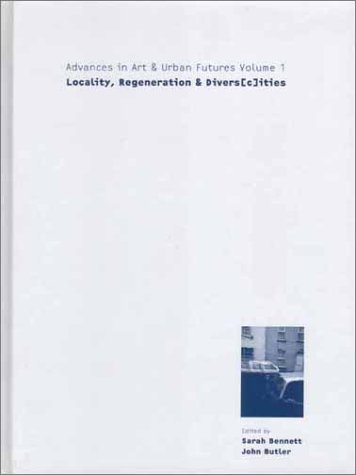 Advances in Art & Urban Futures Volume 1
Locality, Regeneration & Divers[c]ities
Edited by
Sarah Bennett
John Butler